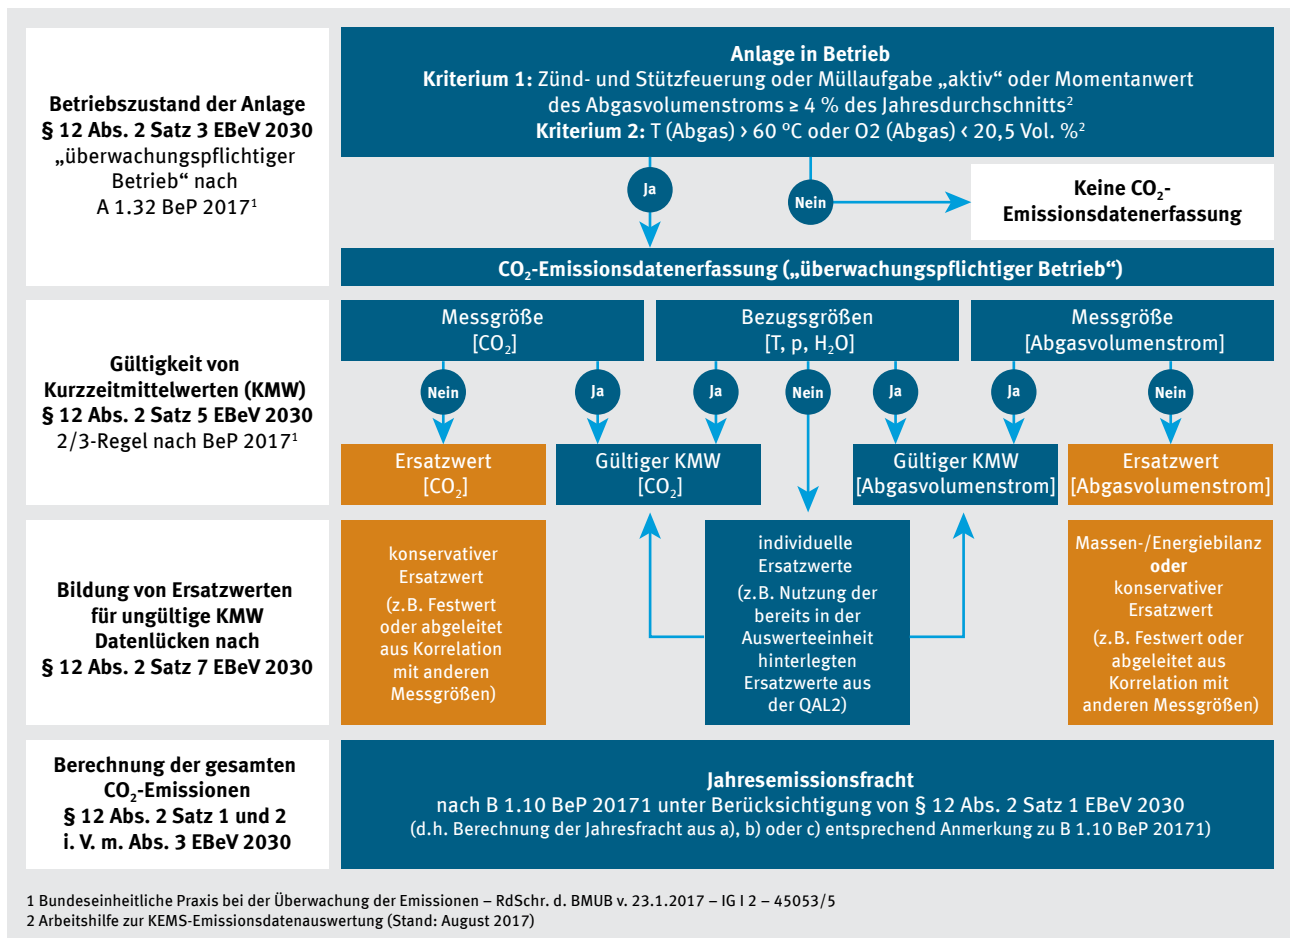 Betriebszustand der Anlage
§ 12 Abs. 2 Satz 3 EBeV 2030
„überwachungspflichtiger
Betrieb“ nach
A 1.32 BeP 2017¹
Anlage in Betrieb
Kriterium 1: Zünd- und Stützfeuerung oder Müllaufgabe „aktiv“ oder Momentanwert
des Abgasvolumenstroms ≥ 4 % des Jahresdurchschnitts²
Kriterium 2: T (Abgas) > 60 °C oder O2 (Abgas) < 20,5 Vol. %²
Ja
Nein
Keine CO₂-
Emissionsdatenerfassung
CO₂-Emissionsdatenerfassung („überwachungspflichtiger Betrieb“)
Gültigkeit von
Kurzzeitmittelwerten (KMW)
§ 12 Abs. 2 Satz 5 EBeV 2030
2/3-Regel nach BeP 2017¹
Messgröße
[CO₂]
Bezugsgrößen
[T, p, H₂O]
Messgröße
[Abgasvolumenstrom]
Nein
Ja
Ja
Nein
Ja
Ja
Nein
Ersatzwert
[CO₂]
Gültiger KMW
[CO₂]
Gültiger KMW
[Abgasvolumenstrom]
Ersatzwert
[Abgasvolumenstrom]
Bildung von Ersatzwerten
für ungültige KMW
Datenlücken nach
§ 12 Abs. 2 Satz 7 EBeV 2030
konservativer
Ersatzwert
(z.B. Festwert
oder abgeleitet
aus Korrelation
mit anderen
Messgrößen)
individuelle
Ersatzwerte
(z.B. Nutzung der
bereits in der
Auswerteeinheit
hinterlegten
Ersatzwerte aus
der QAL2)
Massen-/Energiebilanz
oder
konservativer
Ersatzwert
(z.B. Festwert oder
abgeleitet aus
Korrelation mit
anderen Messgrößen)
Berechnung der gesamten
CO₂-Emissionen
§ 12 Abs. 2 Satz 1 und 2
i. V. m. Abs. 3 EBeV 2030
Jahresemissionsfracht
nach B 1.10 BeP 20171 unter Berücksichtigung von § 12 Abs. 2 Satz 1 EBeV 2030
(d.h. Berechnung der Jahresfracht aus a), b) oder c) entsprechend Anmerkung zu B 1.10 BeP 20171)
1 Bundeseinheitliche Praxis bei der Überwachung der Emissionen – RdSchr. d. BMUB v. 23.1.2017 – IG I 2 – 45053/5
2 Arbeitshilfe zur KEMS-Emissionsdatenauswertung (Stand: August 2017)